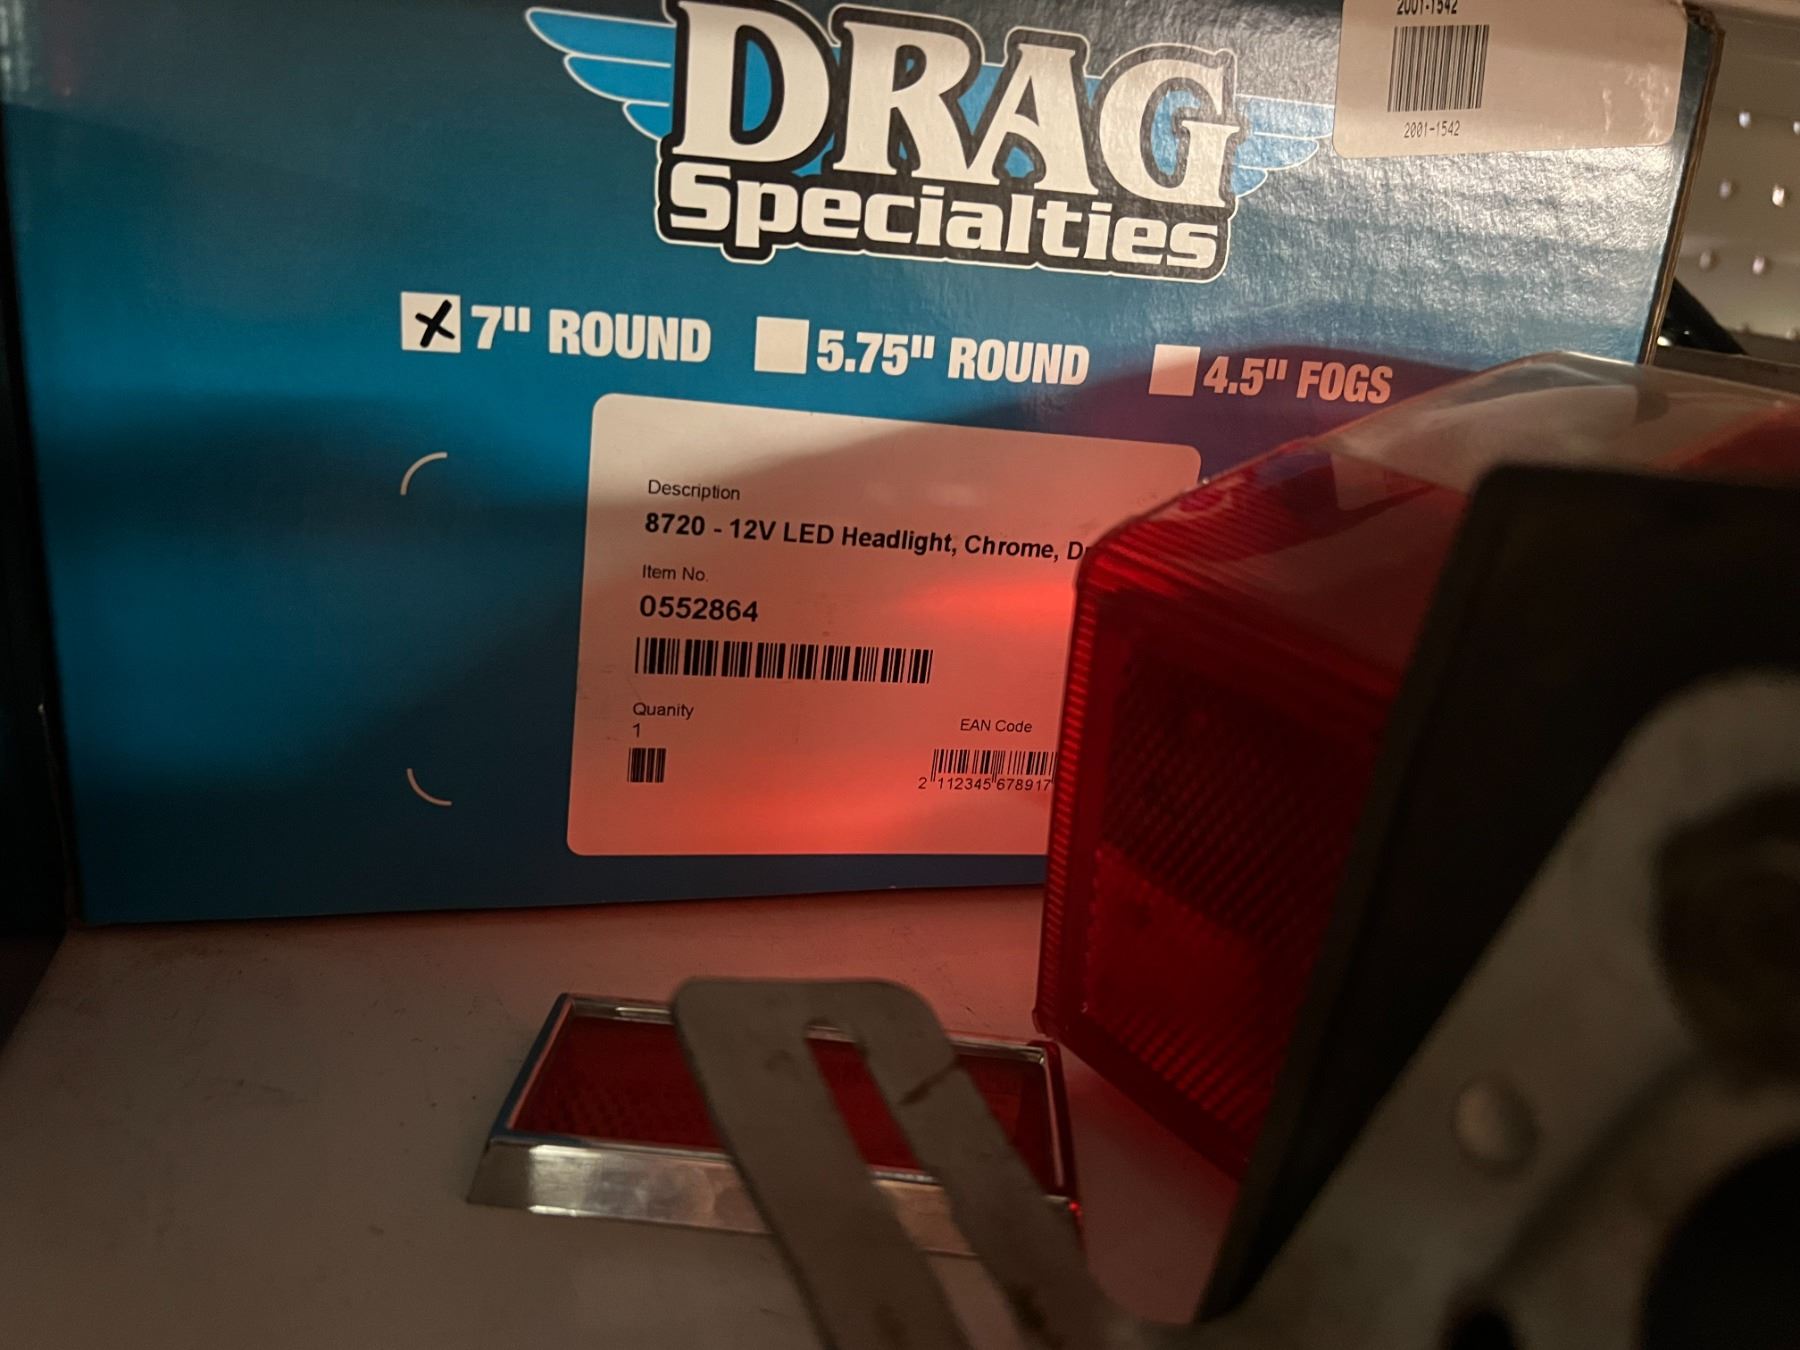 2001-1542
2001-1542
DRAG
Specialties
7" ROUND 5.75" ROUND 4.5" FOGS
Description
8720 - 12V LED Headlight, Chrome,
Item No.
0552864
Quanity
1
EAN Code
2 112345 678917